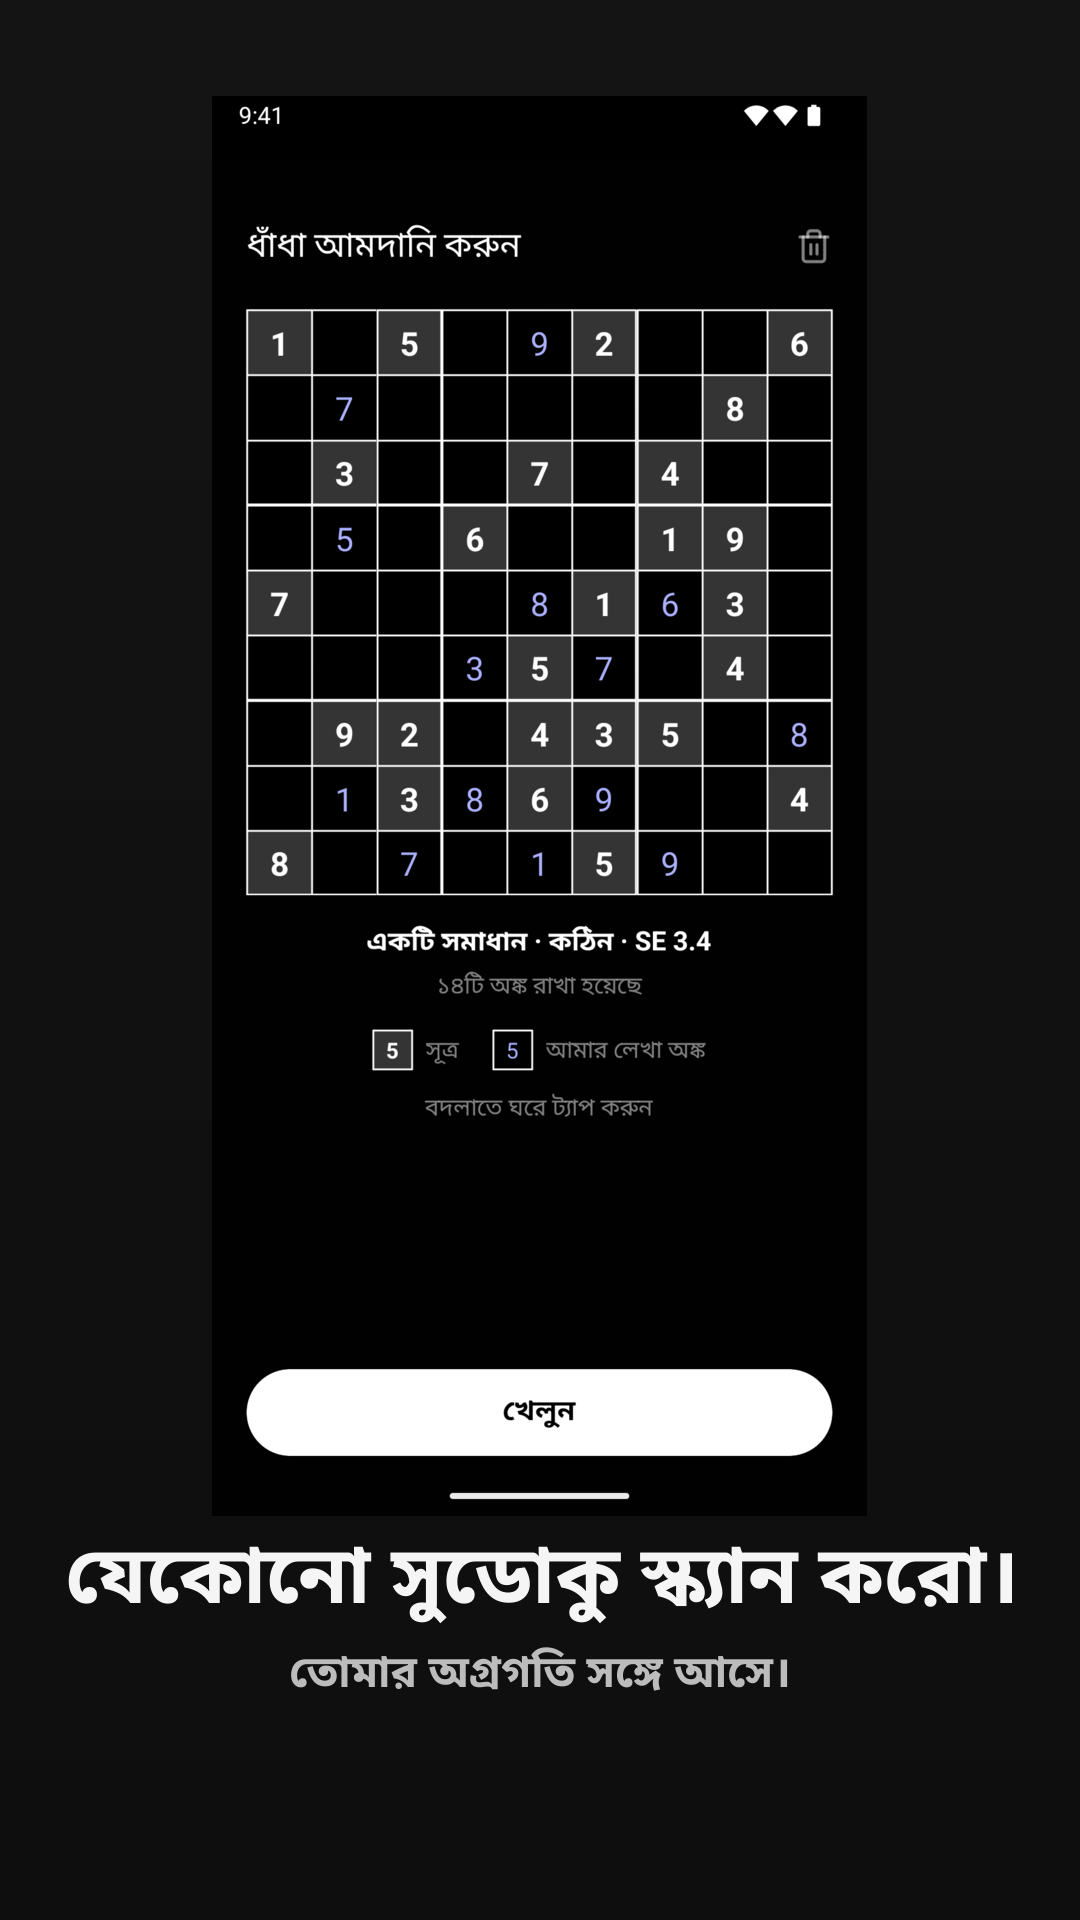 9:41
ধাঁধা আমদানি করুন
1 5 9 2 6
7 8
3 7 4
5 6 1 9
7 8 1 6 3
3 5 7 4
9 2 4 3 5 8
1 3 8 6 9 4
8 7 1 5 9
একটি সমাধান · কঠিন · SE 3.4
১৪টি অঙ্ক রাখা হয়েছে
5 সূত্র 5 আমার লেখা অঙ্ক
বদলাতে ঘরে ট্যাপ করুন
খেলুন
যেকোনো সুডোকু স্ক্যান করো।
তোমার অগ্রগতি সঙ্গে আসে।